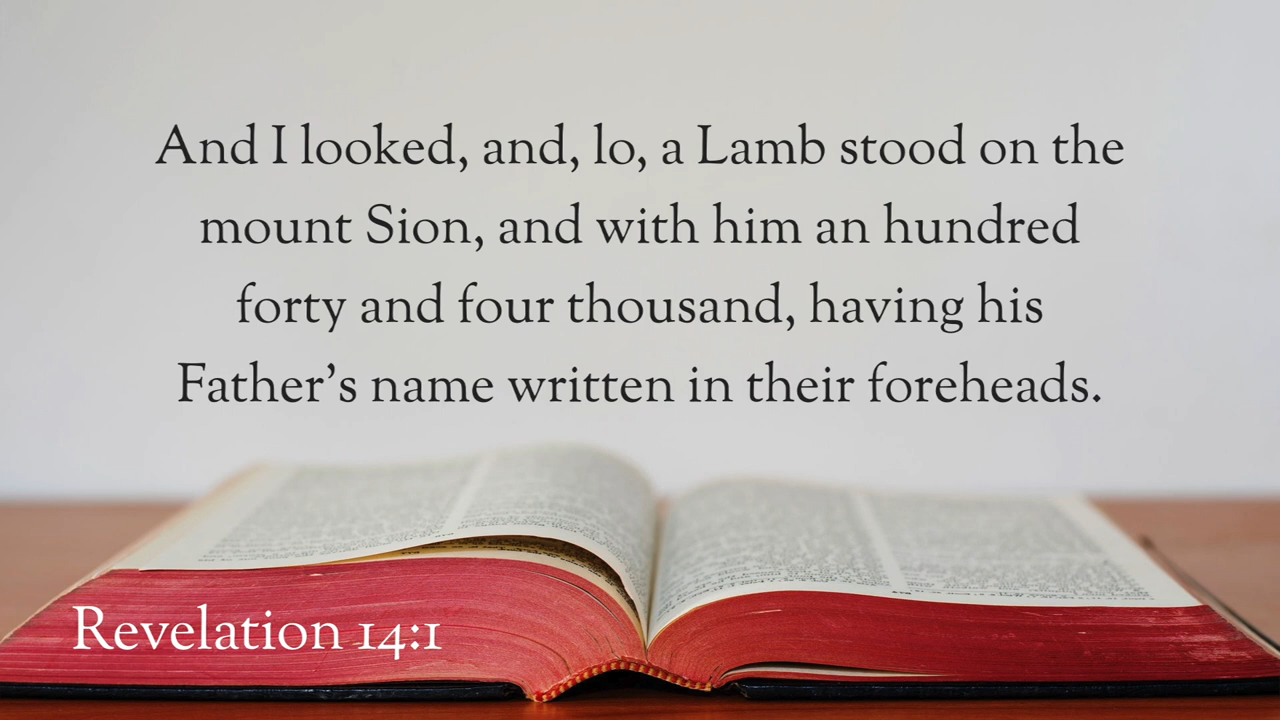 And I looked, and, lo, a Lamb stood on the
mount Sion, and with him an hundred
forty and four thousand, having his
Father’s name written in their foreheads.
Revelation 14:1